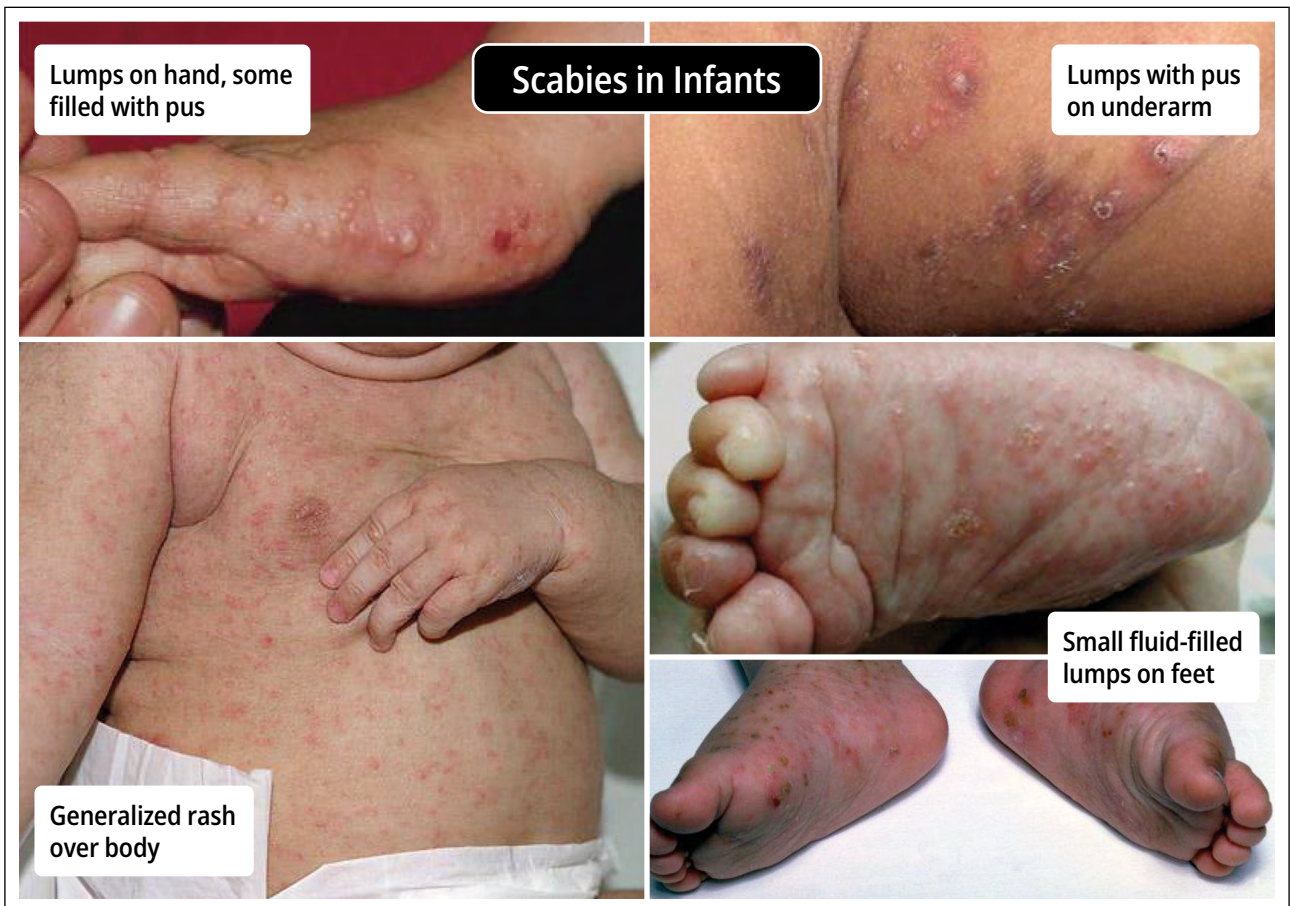 Scabies in Infants
Lumps on hand, some
filled with pus
Lumps with pus
on underarm
Generalized rash
over body
Small fluid-filled
lumps on feet